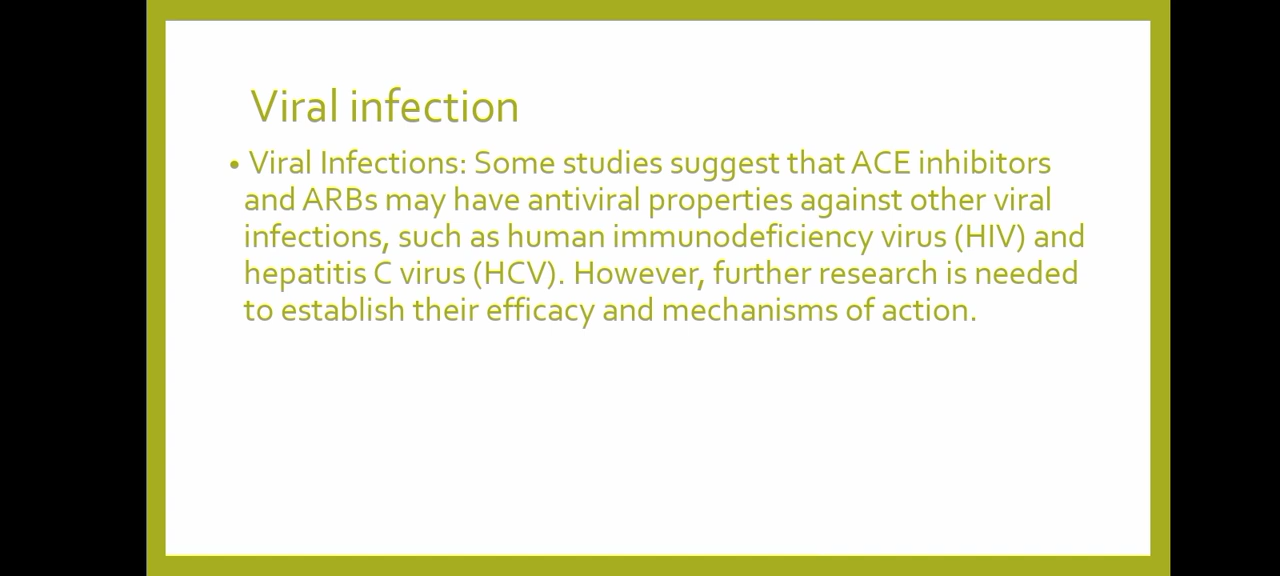 Viral infection
• Viral Infections: Some studies suggest that ACE inhibitors
and ARBs may have antiviral properties against other viral
infections, such as human immunodeficiency virus (HIV) and
hepatitis C virus (HCV). However, further research is needed
to establish their efficacy and mechanisms of action.